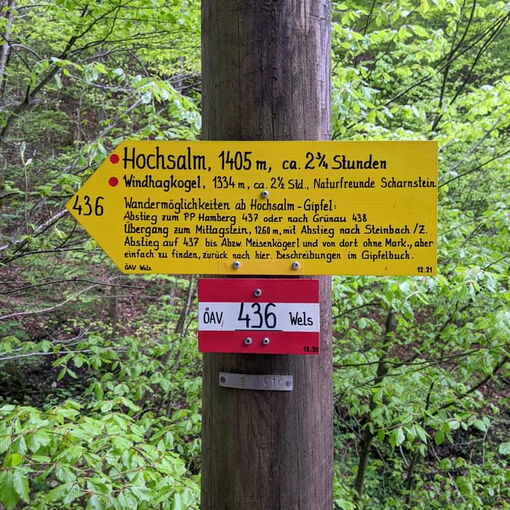 Hochsalm, 1405 m, ca. 2¾ Stunden
Windhagkogel, 1334 m, ca. 2½ Std., Naturfreunde Scharnstein
436
Wandermöglichkeiten ab Hochsalm-Gipfel:
Abstieg zum PP Hamberg 437 oder nach Grünau 438
Übergang zum Mittagstein, 1260 m, mit Abstieg nach Steinbach/Z.
Abstieg auf 437 bis Abzw. Meisenkögerl und von dort ohne Mark., aber
einfach zu finden, zurück nach hier. Beschreibungen im Gipfelbuch.
ÖAV Wels
12.21
ÖAV 436 Wels
12.21